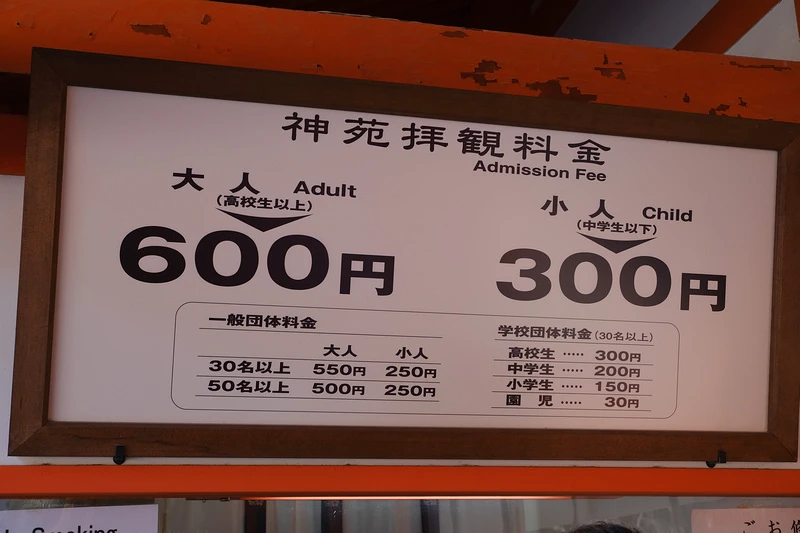 神苑拝観料金
Admission Fee
大人 Adult
(高校生以上)
600円
小人 Child
(中学生以下)
300円
一般団体料金
大人 小人
30名以上 550円 250円
50名以上 500円 250円
学校団体料金(30名以上)
高校生 ····· 300円
中学生 ····· 200円
小学生 ····· 150円
園児 ····· 30円
Smoking
ごお